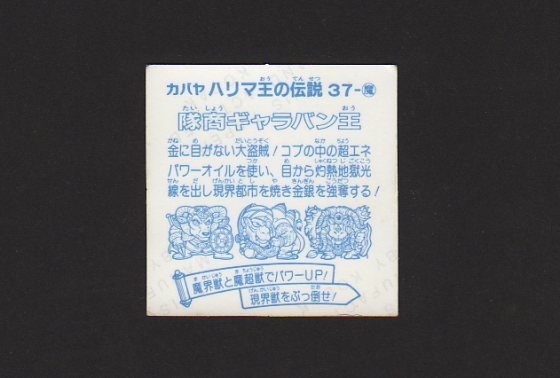 カバヤ ハリマ王の伝説 37-魔
隊商ギャラバン王
金に目がない大盗賊!コブの中の超エネ
パワーオイルを使い、目から灼熱地獄光
線を出し現界都市を焼き金銀を強奪する!
魔界獣と魔超獣でパワーUP!
現界獣をぶっ倒せ!